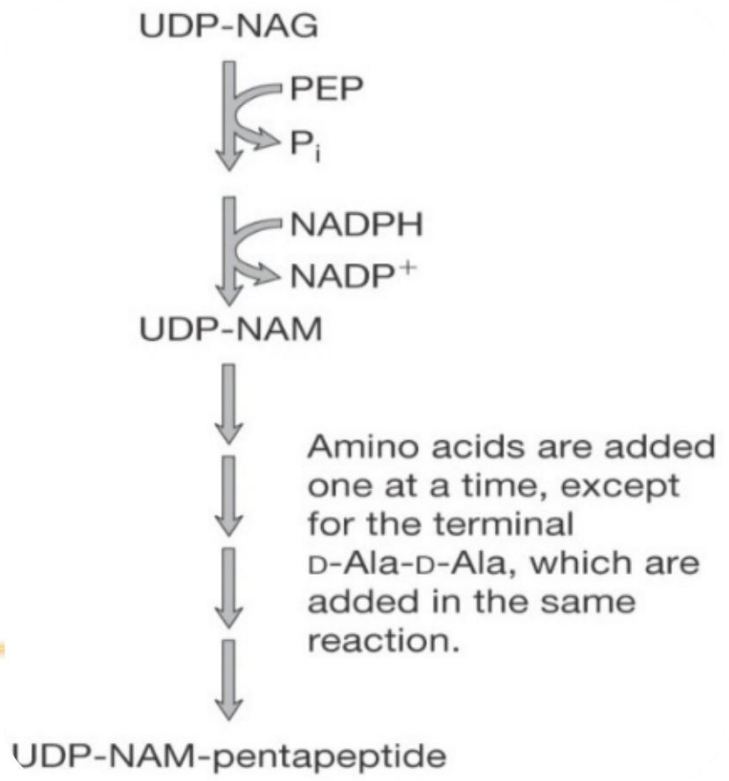 UDP-NAG
PEP
Pi
NADPH
NADP+
UDP-NAM
Amino acids are added
one at a time, except
for the terminal
D-Ala-D-Ala, which are
added in the same
reaction.
UDP-NAM-pentapeptide